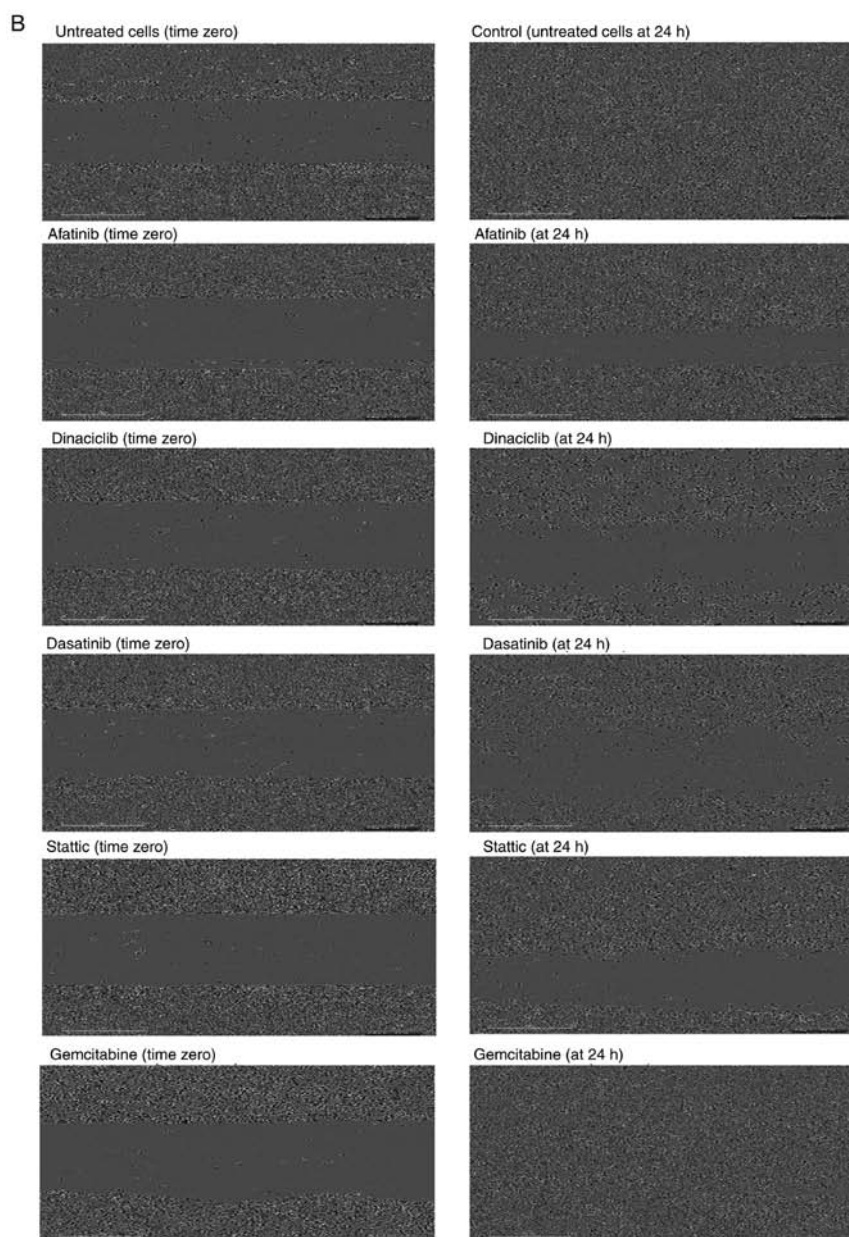 B
Untreated cells (time zero)
Control (untreated cells at 24 h)
Afatinib (time zero)
Afatinib (at 24 h)
Dinaciclib (time zero)
Dinaciclib (at 24 h)
Dasatinib (time zero)
Dasatinib (at 24 h)
Stattic (time zero)
Stattic (at 24 h)
Gemcitabine (time zero)
Gemcitabine (at 24 h)